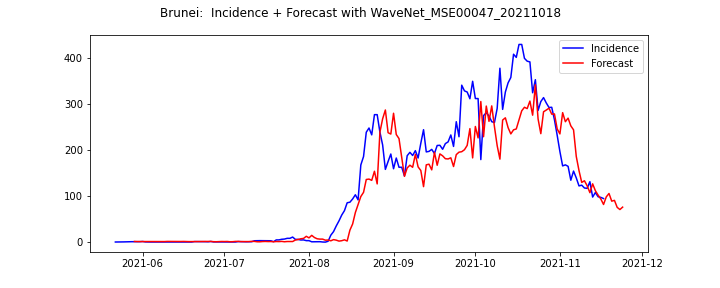 Brunei:  Incidence + Forecast with WaveNet_MSE00047_20211018
Incidence
Forecast
400
300
200
100
0
2021-06 2021-07 2021-08 2021-09 2021-10 2021-11 2021-12